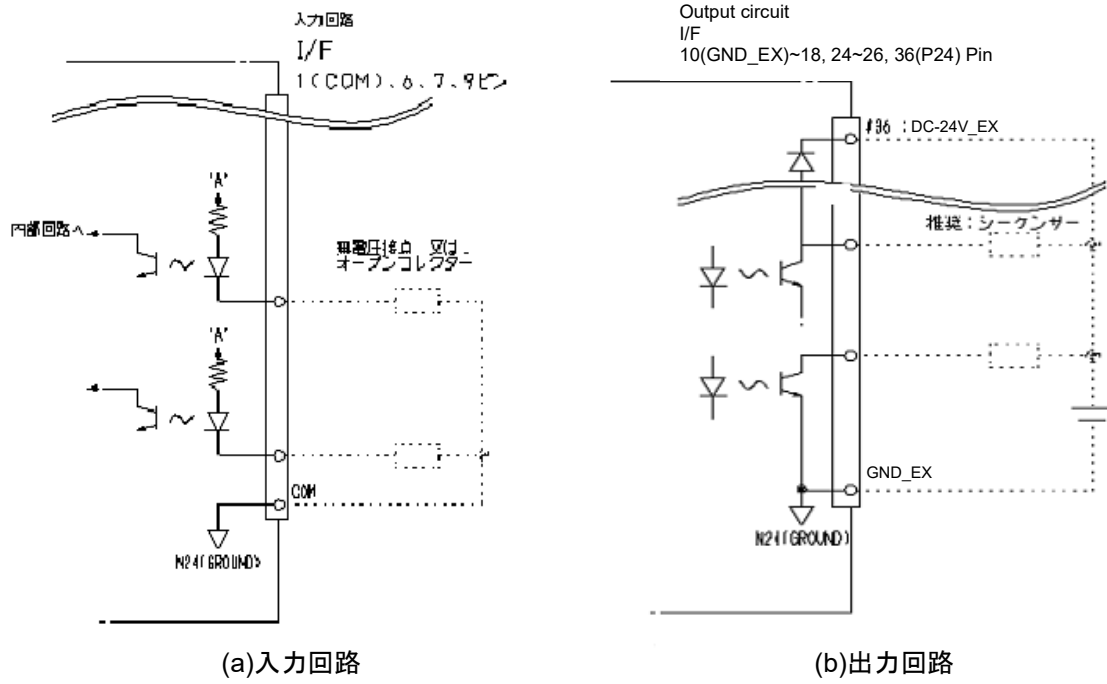 入力回路
I/F
1(COM)、6、7、9ピン
"A"
内部回路へ
無電圧接点 又は
オープンコレクター
"A"
COM
N24(GROUND)
(a)入力回路
Output circuit
I/F
10(GND_EX)~18, 24~26, 36(P24) Pin
#36 : DC-24V_EX
推奨：シーケンサー
GND_EX
N24(GROUND)
(b)出力回路